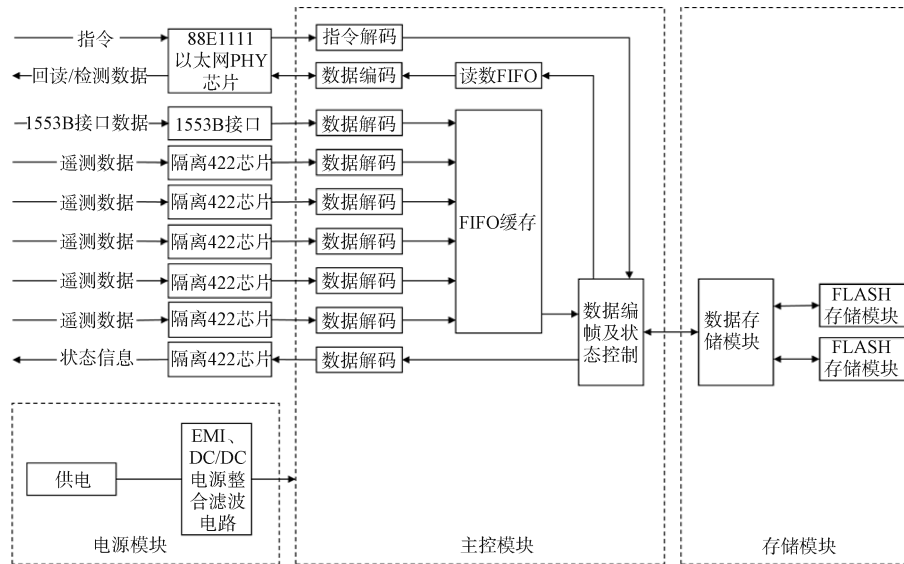 指令
88E1111
以太网PHY
芯片
指令解码
回读/检测数据
数据编码
读数FIFO
1553B接口数据
1553B接口
数据解码
遥测数据
隔离422芯片
数据解码
遥测数据
隔离422芯片
数据解码
遥测数据
隔离422芯片
数据解码
遥测数据
隔离422芯片
数据解码
遥测数据
隔离422芯片
数据解码
状态信息
隔离422芯片
数据解码
FIFO缓存
数据编
帧及状
态控制
数据存
储模块
FLASH
存储模块
FLASH
存储模块
供电
EMI、
DC/DC
电源整
合滤波
电路
电源模块
主控模块
存储模块